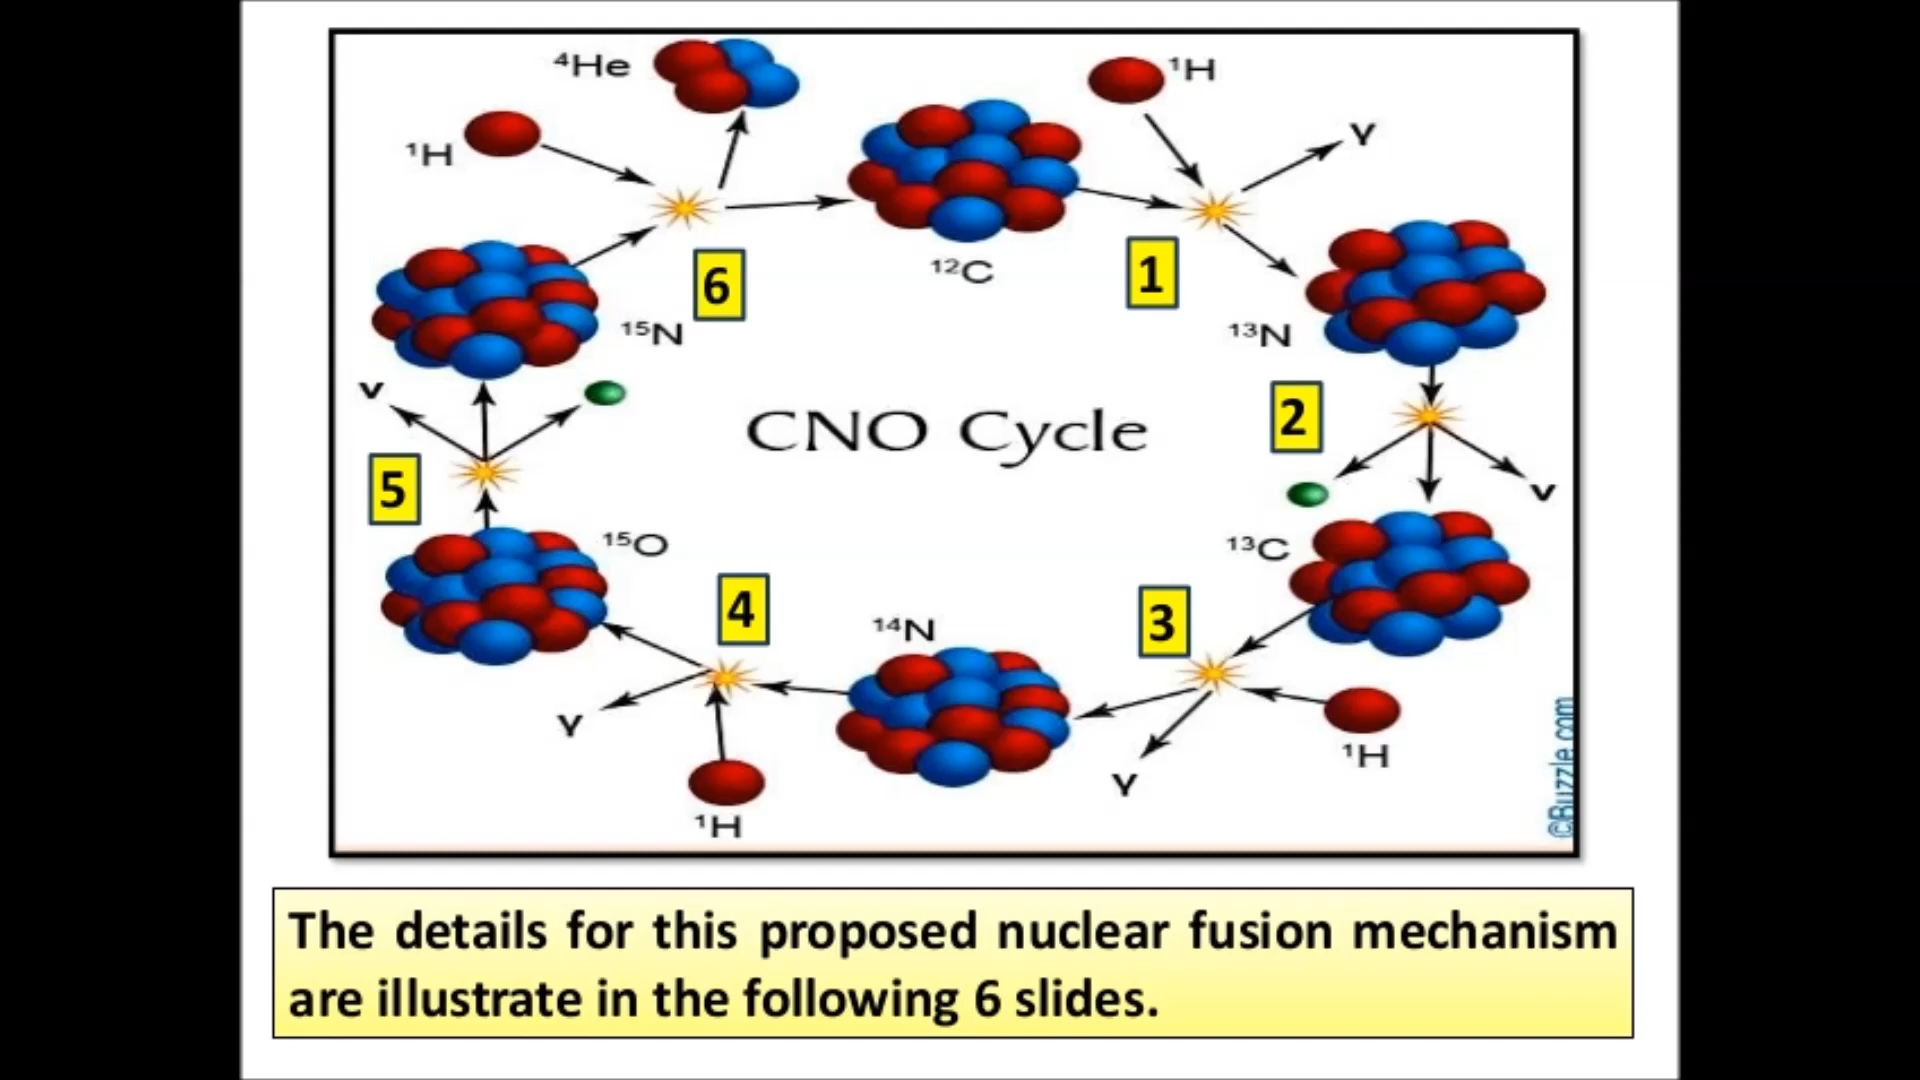 ⁴He
¹H
¹H
γ
¹²C
1
6
¹⁵N
¹³N
ν
2
CNO Cycle
5
ν
¹⁵O
¹³C
4
¹⁴N
3
γ
¹H
γ
¹H
©Buzzle.com
The details for this proposed nuclear fusion mechanism
are illustrate in the following 6 slides.